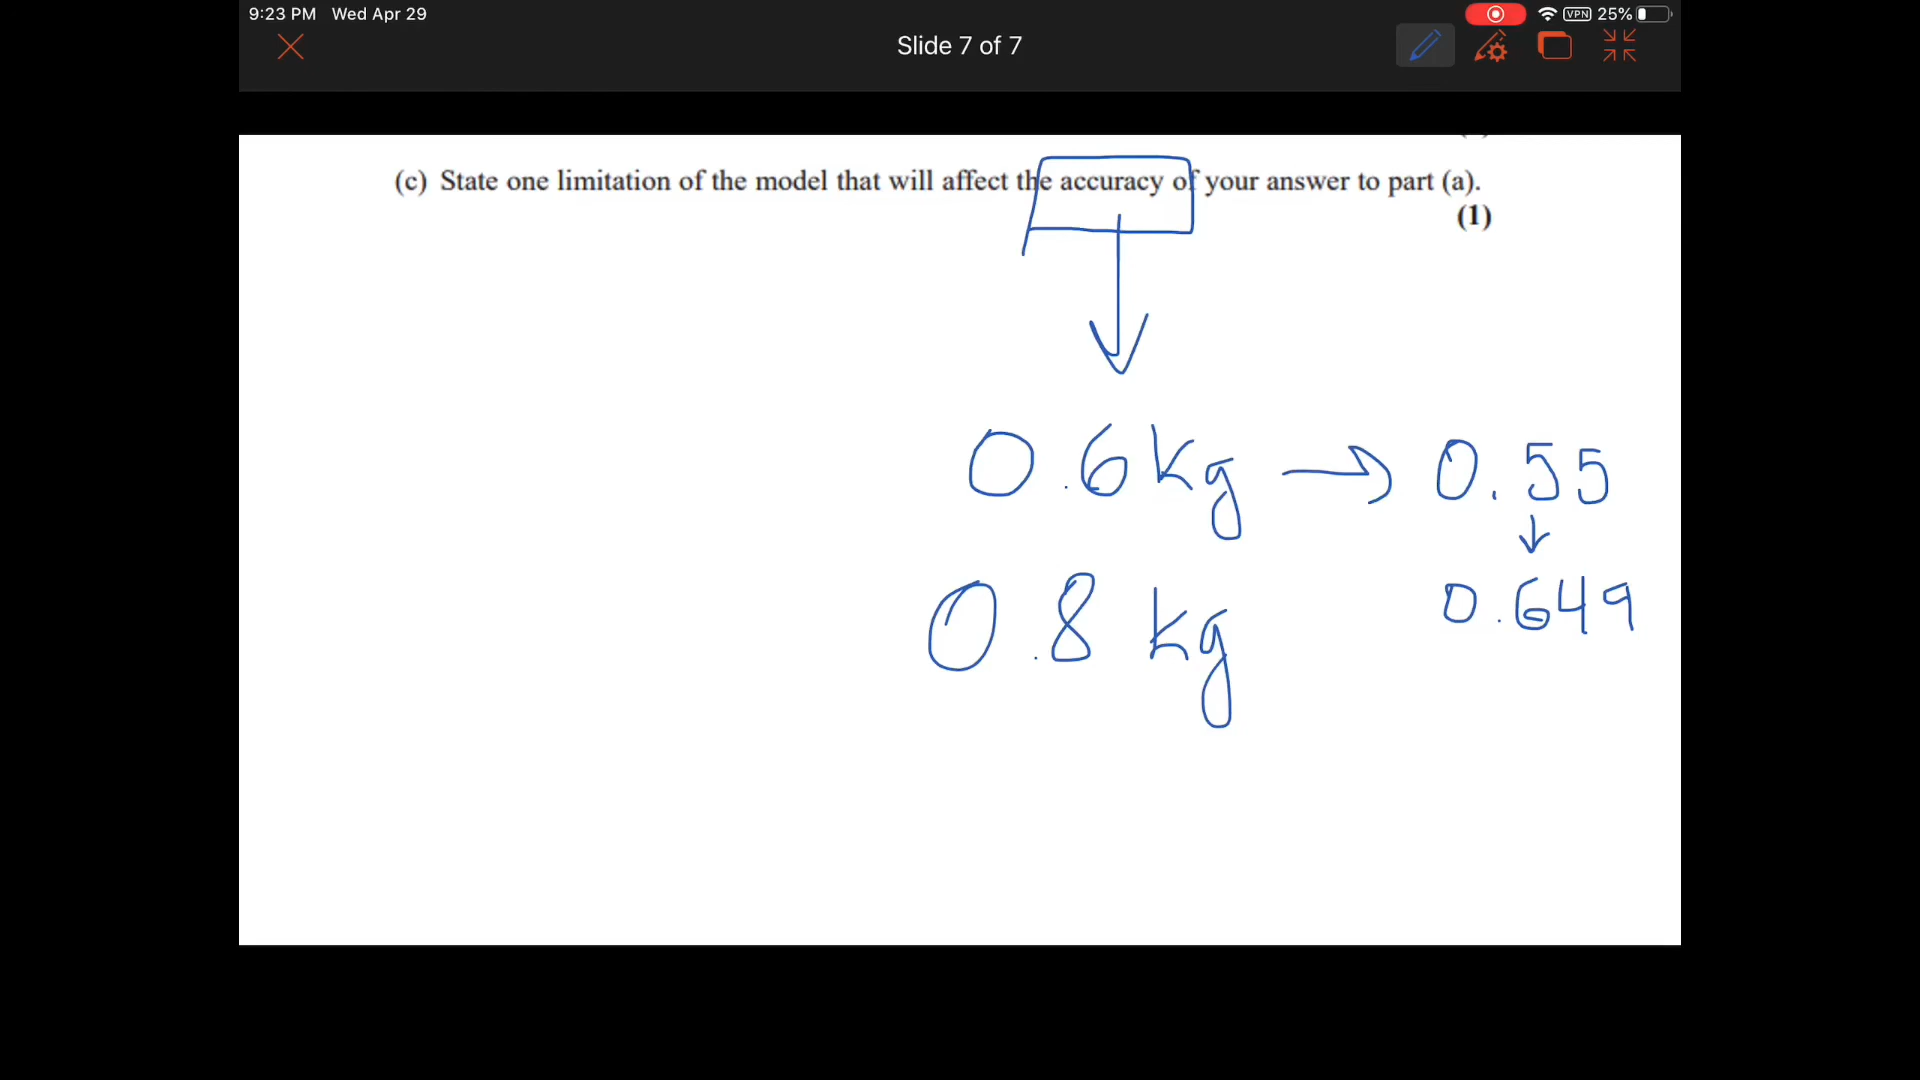 9:23 PM Wed Apr 29
VPN 25%
Slide 7 of 7
(c) State one limitation of the model that will affect the accuracy of your answer to part (a).
(1)
0.6 kg → 0.55
↓
0.649
0.8 kg